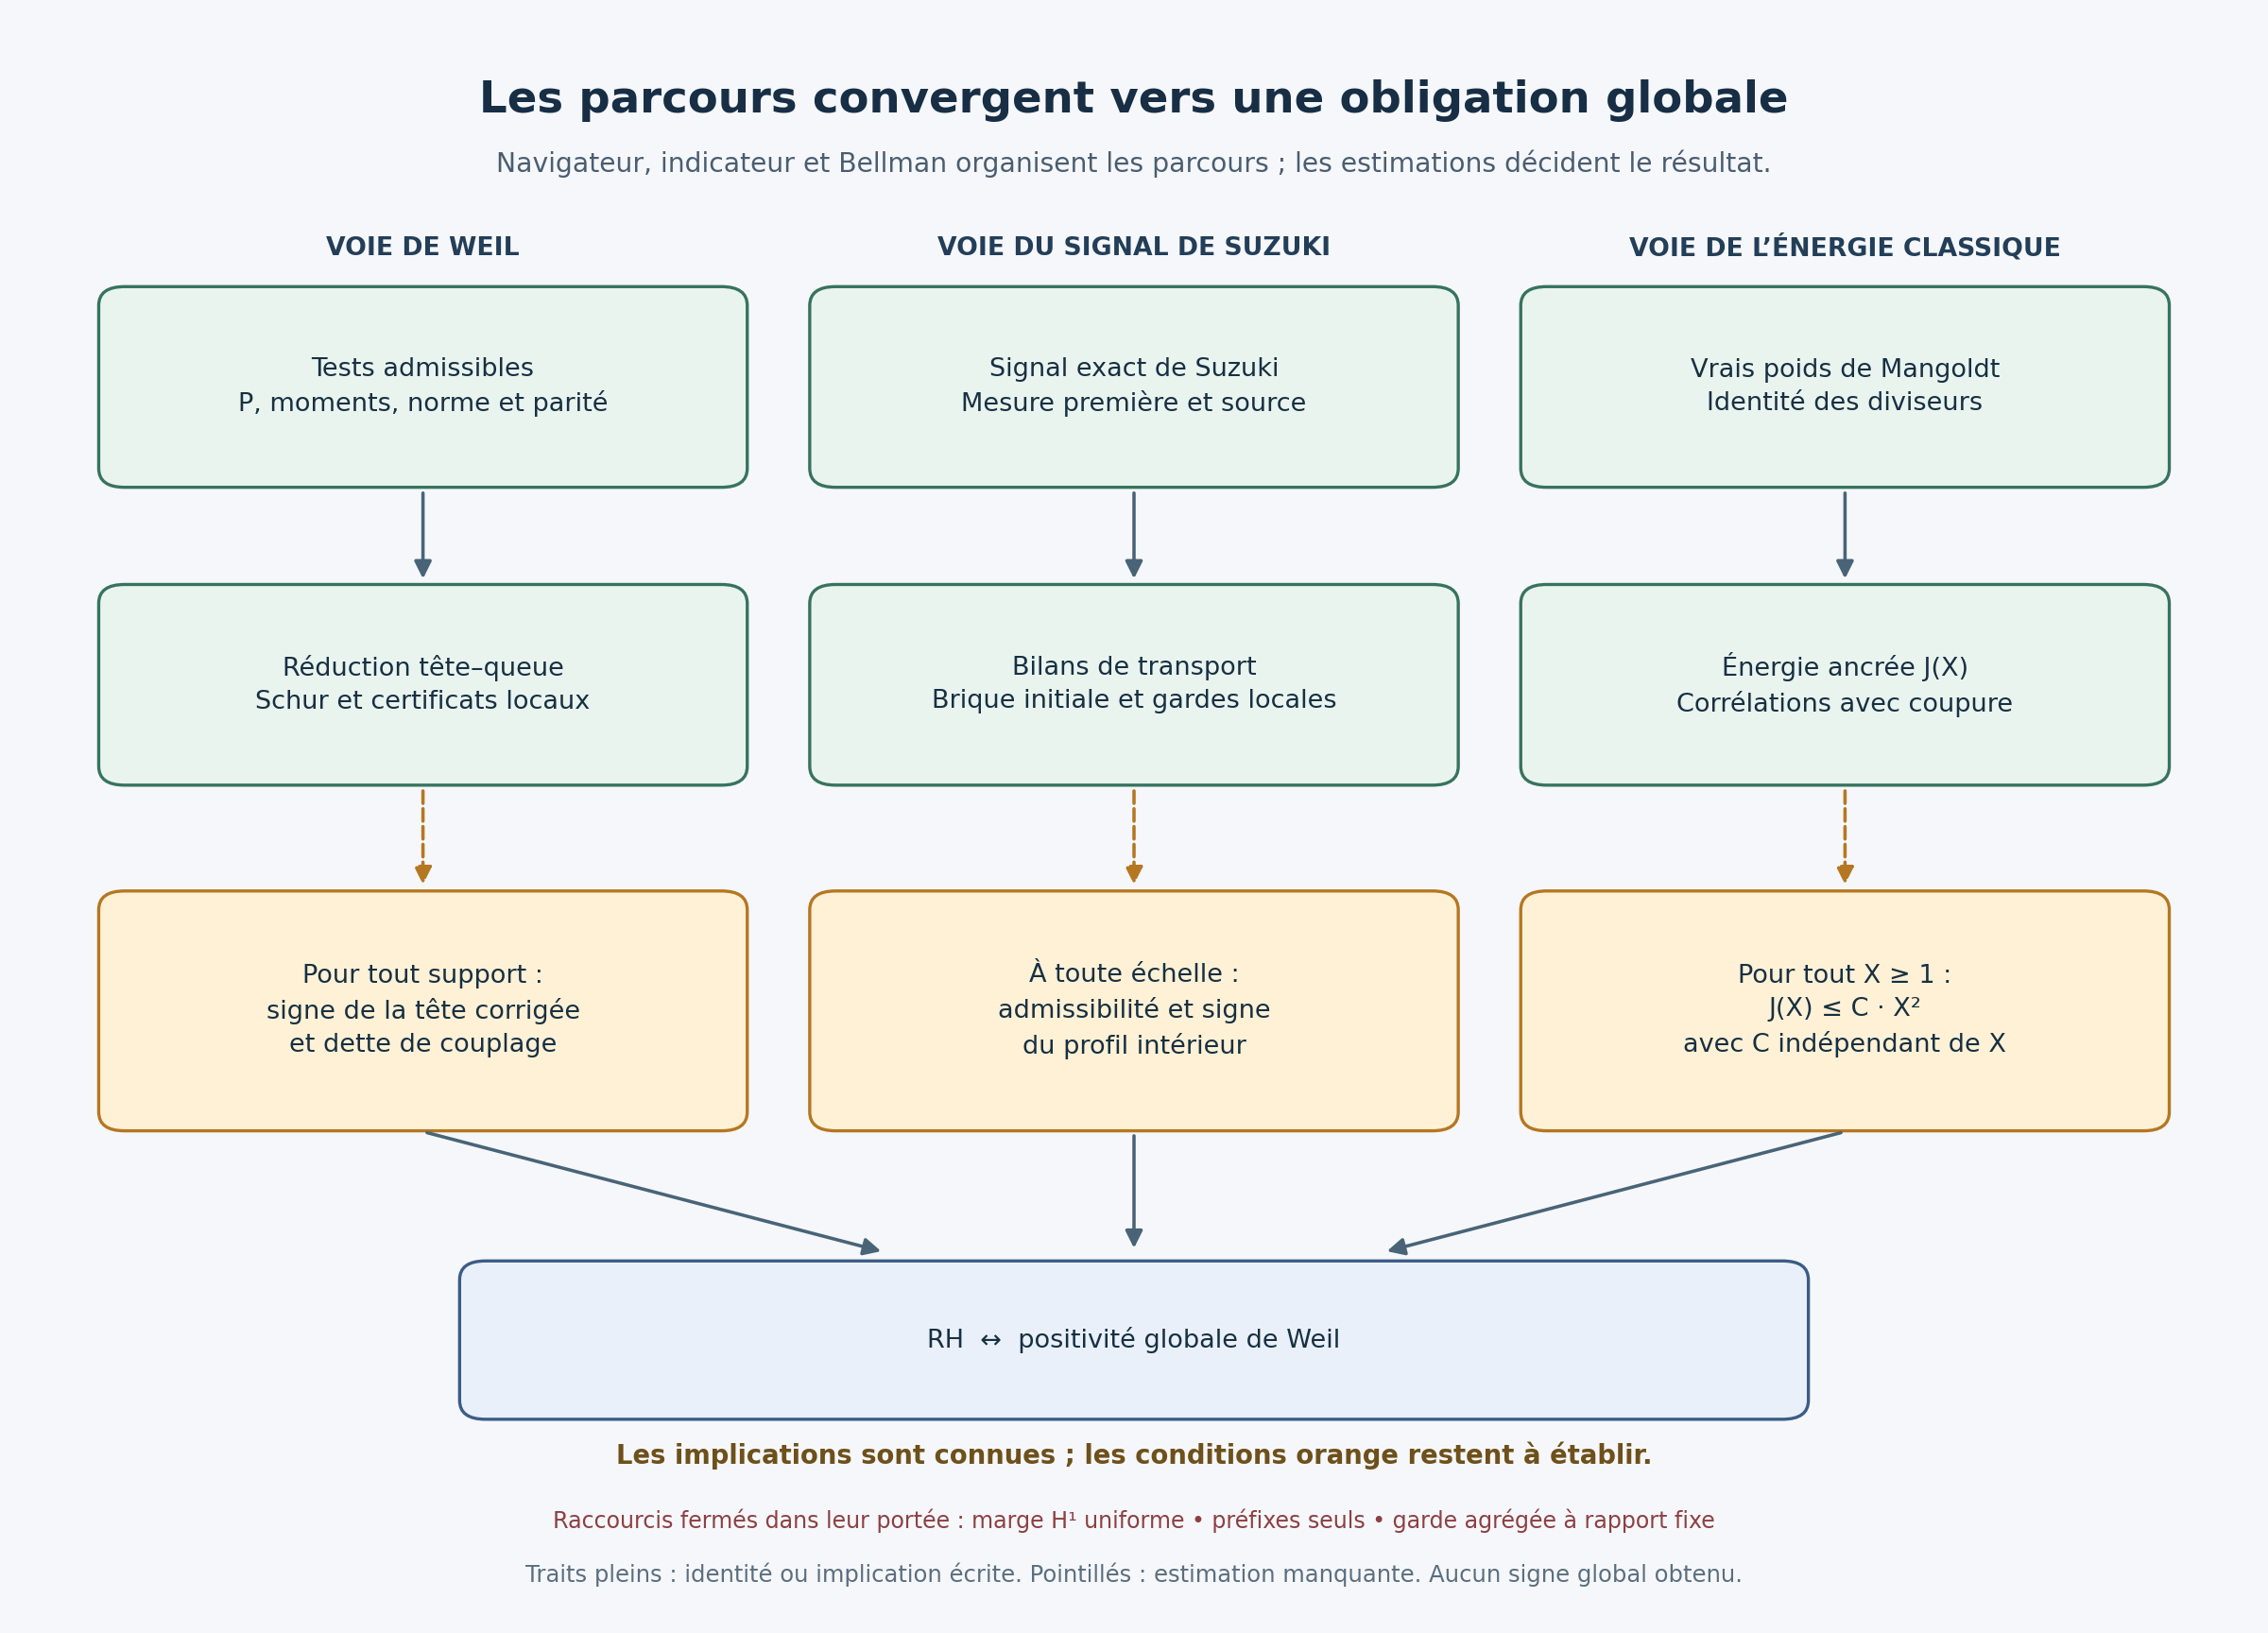 Les parcours convergent vers une obligation globale
Navigateur, indicateur et Bellman organisent les parcours ; les estimations décident le résultat.
VOIE DE WEIL
Tests admissibles
P, moments, norme et parité
Réduction tête–queue
Schur et certificats locaux
Pour tout support :
signe de la tête corrigée
et dette de couplage
VOIE DU SIGNAL DE SUZUKI
Signal exact de Suzuki
Mesure première et source
Bilans de transport
Brique initiale et gardes locales
À toute échelle :
admissibilité et signe
du profil intérieur
VOIE DE L’ÉNERGIE CLASSIQUE
Vrais poids de Mangoldt
Identité des diviseurs
Énergie ancrée J(X)
Corrélations avec coupure
Pour tout X ≥ 1 :
J(X) ≤ C · X²
avec C indépendant de X
RH ↔ positivité globale de Weil
Les implications sont connues ; les conditions orange restent à établir.
Raccourcis fermés dans leur portée : marge H¹ uniforme • préfixes seuls • garde agrégée à rapport fixe
Traits pleins : identité ou implication écrite. Pointillés : estimation manquante. Aucun signe global obtenu.